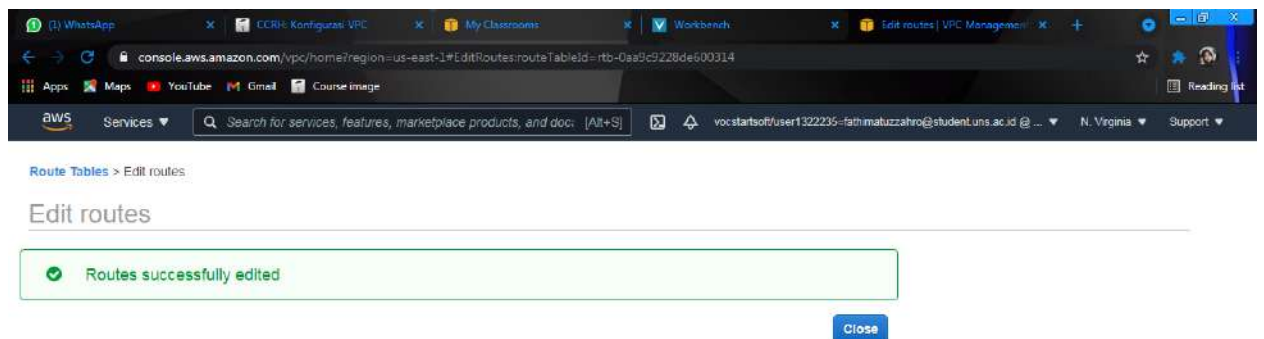 (1) WhatsApp
CCRH: Konfigurasi VPC
My Classrooms
Workbench
Edit routes | VPC Management
console.aws.amazon.com/vpc/home?region=us-east-1#EditRoutes:routeTableId=rtb-0aa9c9228de600314
Apps Maps YouTube Gmail Course image Reading list
aws Services ▼ Search for services, features, marketplace products, and doc: [Alt+S] vocstartsoft/user1322235=fathimatuzzahro@student.uns.ac.id @ ... ▼ N. Virginia ▼ Support ▼
Route Tables > Edit routes
Edit routes
Routes successfully edited
Close